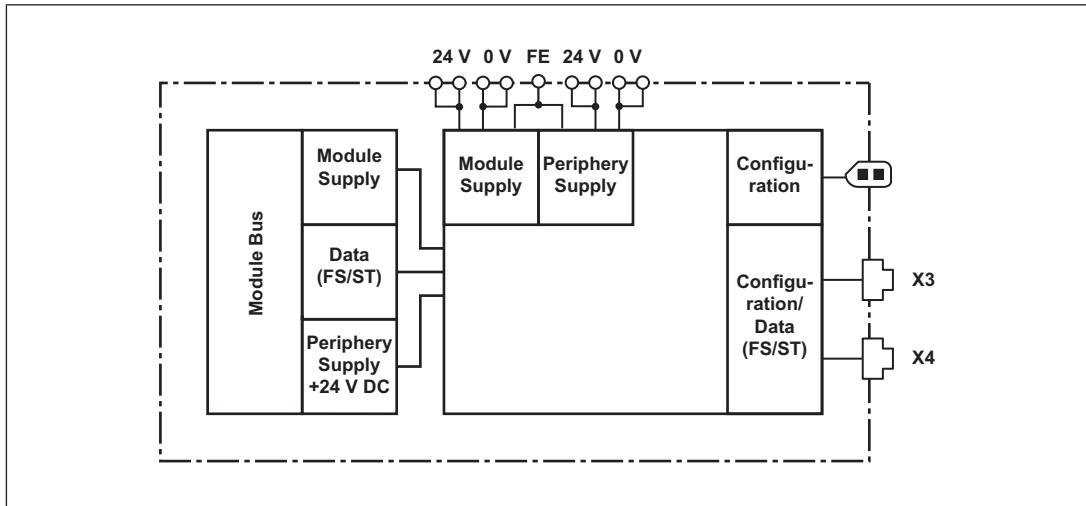 24 V 0 V FE 24 V 0 V
Module Bus
Module
Supply
Data
(FS/ST)
Periphery
Supply
+24 V DC
Module
Supply
Periphery
Supply
Configu-
ration
Configu-
ration/
Data
(FS/ST)
X3
X4